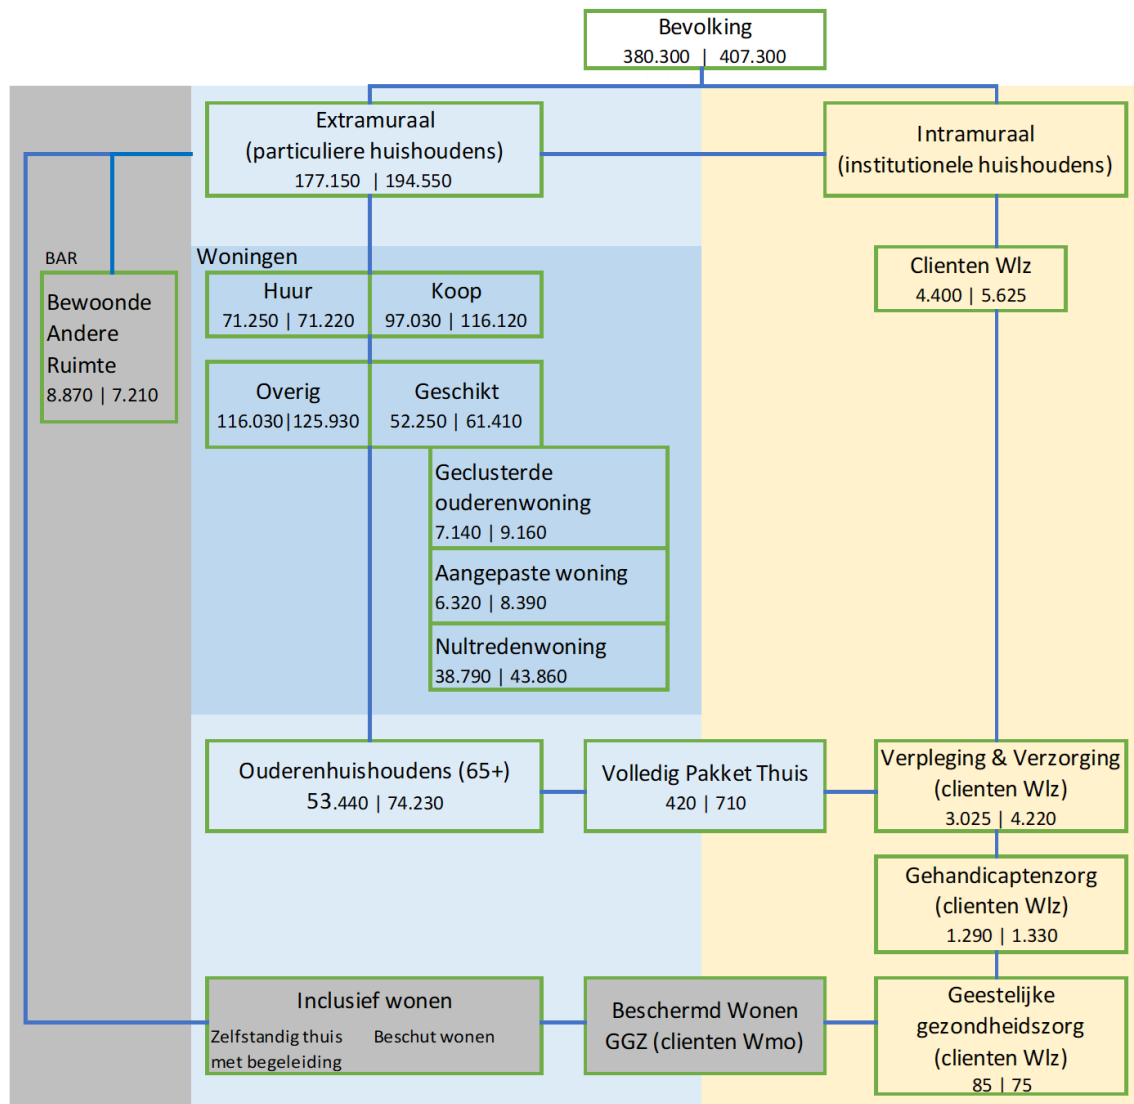 Bevolking
380.300 | 407.300
Extramuraal
(particuliere huishoudens)
177.150 | 194.550
Intramuraal
(institutionele huishoudens)
BAR
Bewoonde
Andere
Ruimte
8.870 | 7.210
Woningen
Huur
71.250 | 71.220
Koop
97.030 | 116.120
Clienten Wlz
4.400 | 5.625
Overig
116.030|125.930
Geschikt
52.250 | 61.410
Geclusterde
ouderenwoning
7.140 | 9.160
Aangepaste woning
6.320 | 8.390
Nultredenwoning
38.790 | 43.860
Ouderenhuishoudens (65+)
53.440 | 74.230
Volledig Pakket Thuis
420 | 710
Verpleging & Verzorging
(clienten Wlz)
3.025 | 4.220
Gehandicaptenzorg
(clienten Wlz)
1.290 | 1.330
Inclusief wonen
Zelfstandig thuis
met begeleiding
Beschut wonen
Beschermd Wonen
GGZ (clienten Wmo)
Geestelijke
gezondheidszorg
(clienten Wlz)
85 | 75